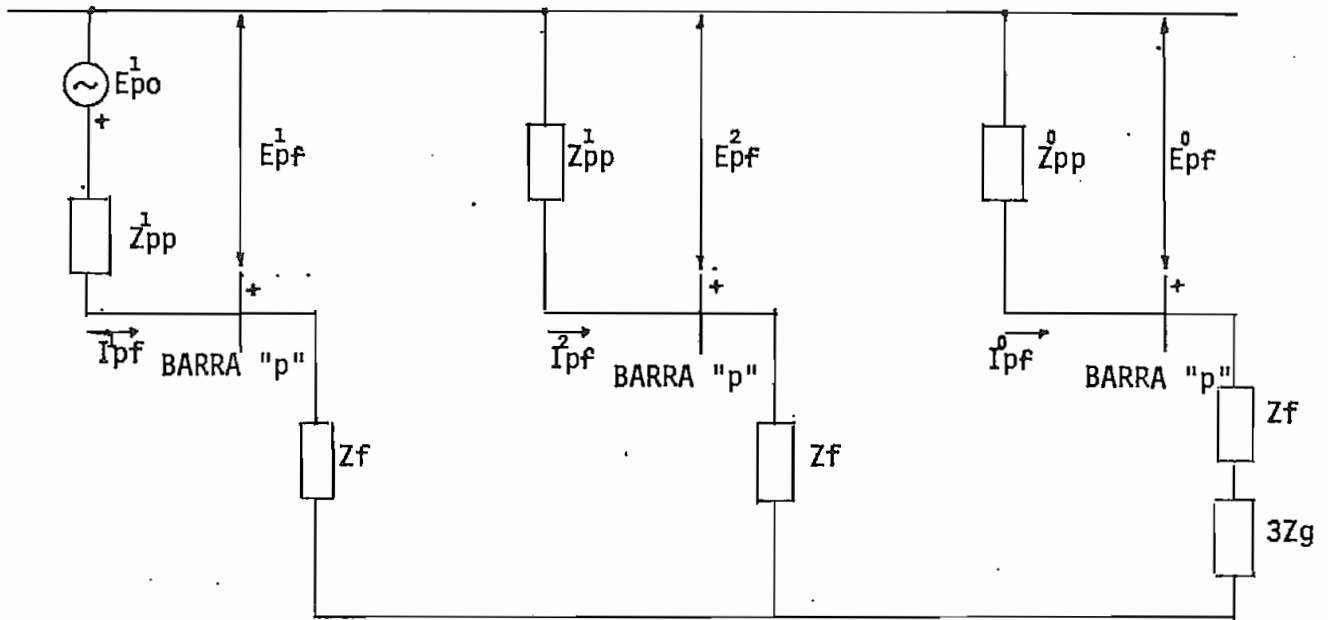 E¹po
+
Z¹pp
E¹pf
+
I¹pf
BARRA "p"
Zf
Z¹pp
E²pf
+
I²pf
BARRA "p"
Zf
Z⁰pp
E⁰pf
+
I⁰pf
BARRA "p"
Zf
3Zg